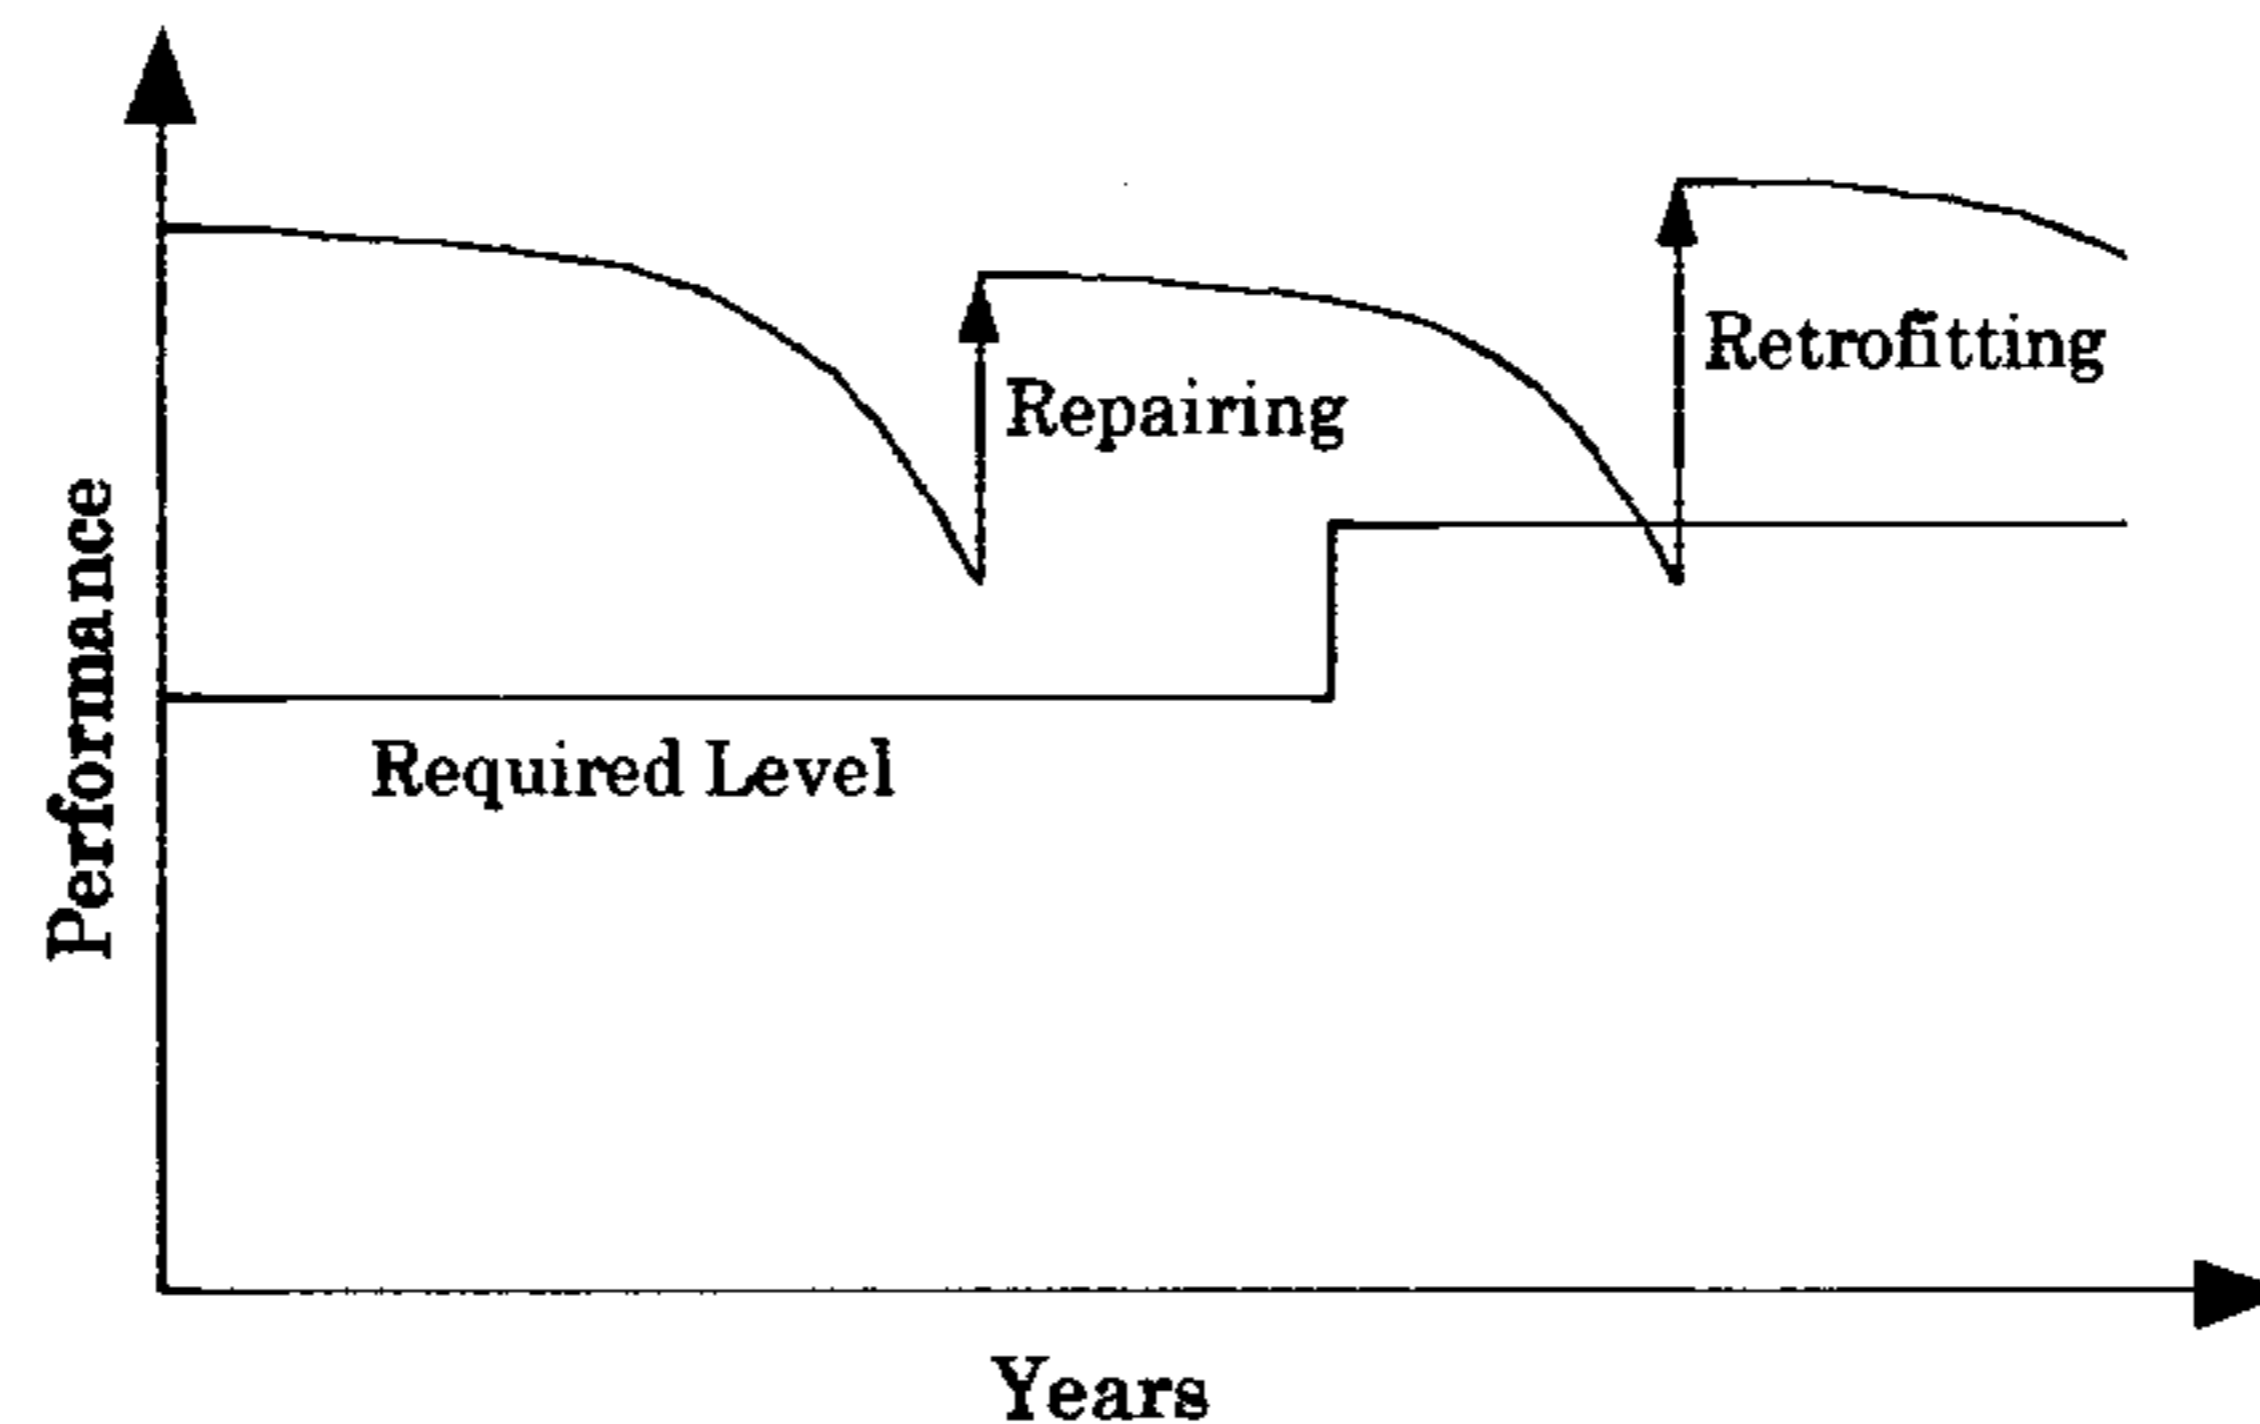 Retrofitting
Repairing
Performance
Required Level
Years